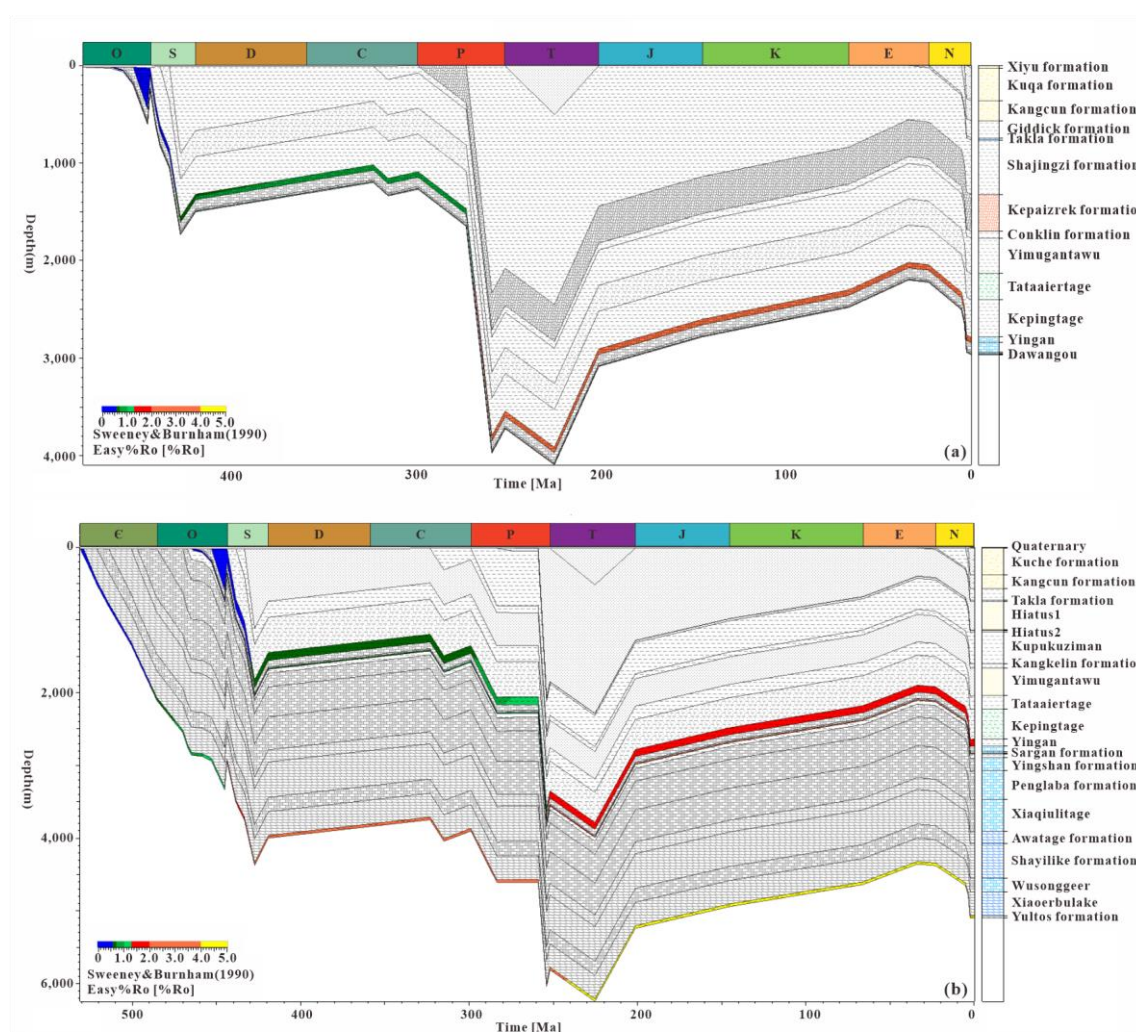 O S D C P T J K E N
0
1,000
2,000
3,000
4,000
Depth(m)
Xiyu formation
Kuqa formation
Kangcun formation
Giddick formation
Takla formation
Shajingzi formation
Kepaizrek formation
Conklin formation
Yimugantawu
Tataaiertage
Kepingtage
Yingan
Dawangou
0 1.0 2.0 3.0 4.0 5.0
Sweeney&Burnham(1990)
Easy%Ro [%Ro]
(a)
400 300 200 100 0
Time [Ma]
Є O S D C P T J K E N
0
2,000
4,000
6,000
Depth(m)
Quaternary
Kuche formation
Kangcun formation
Takla formation
Hiatus1
Hiatus2
Kupukuziman
Kangkelin formation
Yimugantawu
Tataaiertage
Kepingtage
Yingan
Sargan formation
Yingshan formation
Penglaba formation
Xiaqiulitage
Awatage formation
Shayilike formation
Wusonggeer
Xiaoerbulake
Yultos formation
0 1.0 2.0 3.0 4.0 5.0
Sweeney&Burnham(1990)
Easy%Ro [%Ro]
(b)
500 400 300 200 100 0
Time [Ma]